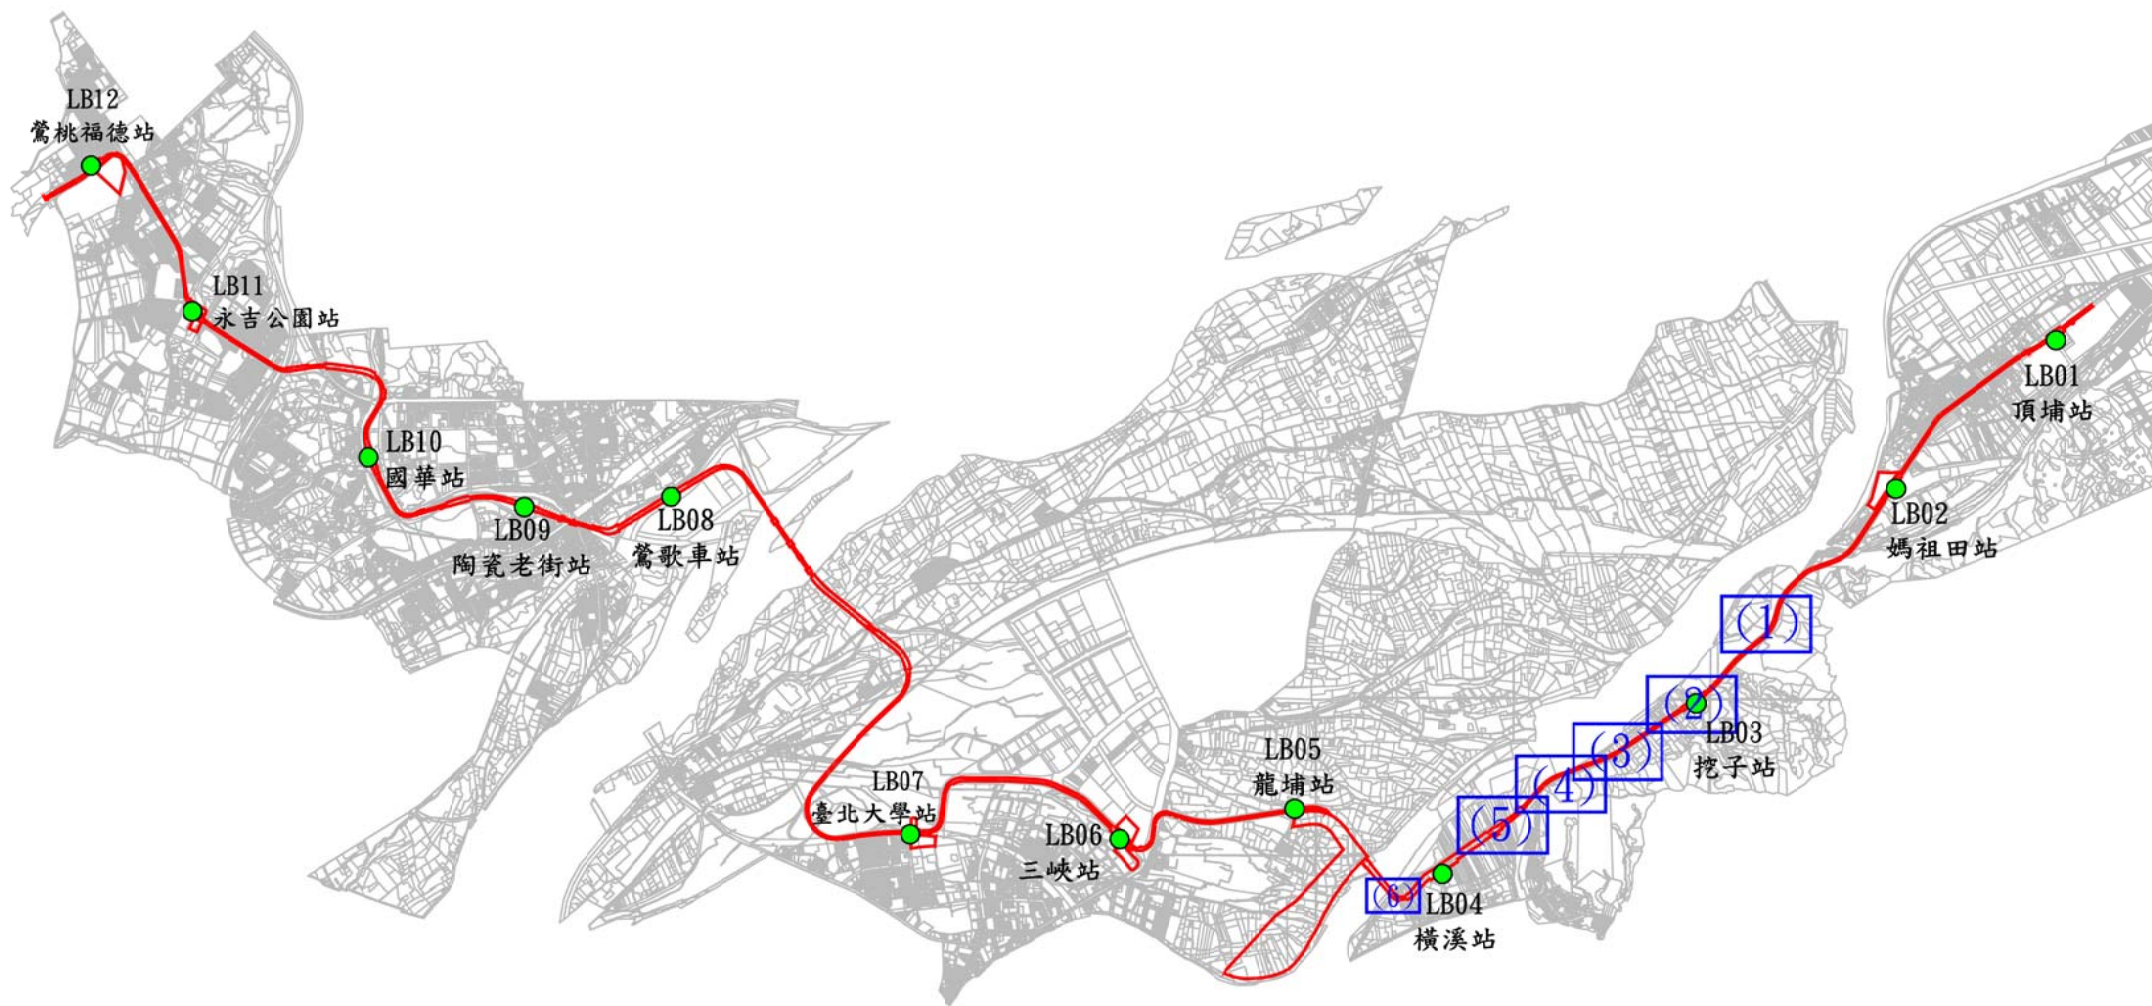 LB12
鶯桃福德站
LB11
永吉公園站
LB10
國華站
LB09
陶瓷老街站
LB08
鶯歌車站
LB07
臺北大學站
LB06
三峽站
LB05
龍埔站
LB04
橫溪站
LB03
挖子站
LB02
媽祖田站
LB01
頂埔站
(1)
(2)
(3)
(4)
(5)
(6)